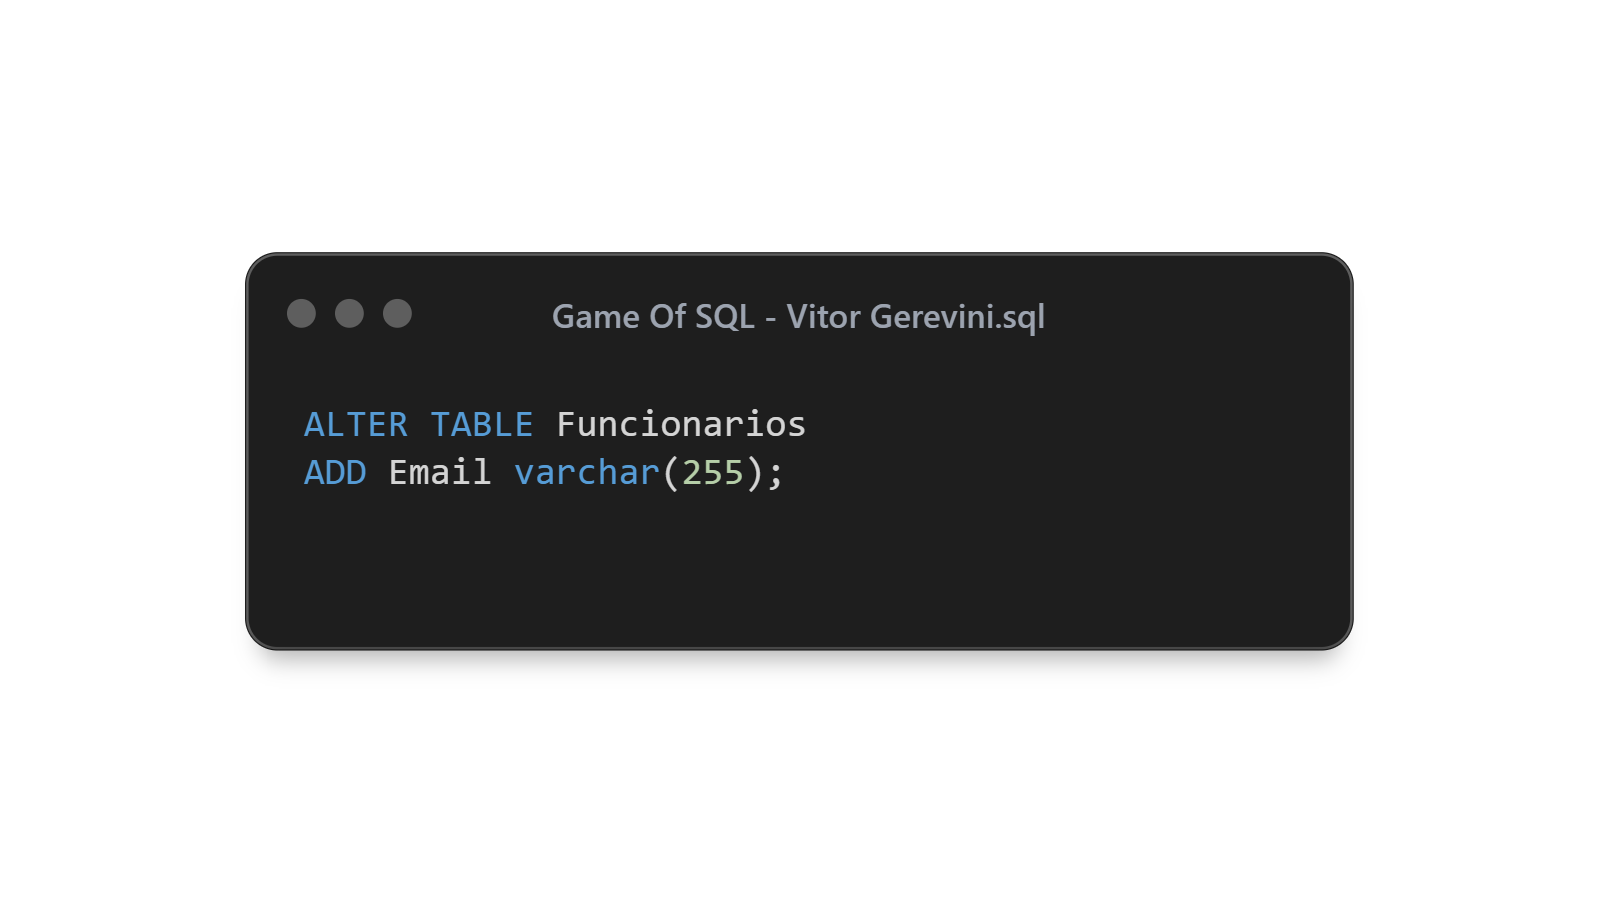 Game Of SQL - Vitor Gerevini.sql
ALTER TABLE Funcionarios
ADD Email varchar(255);